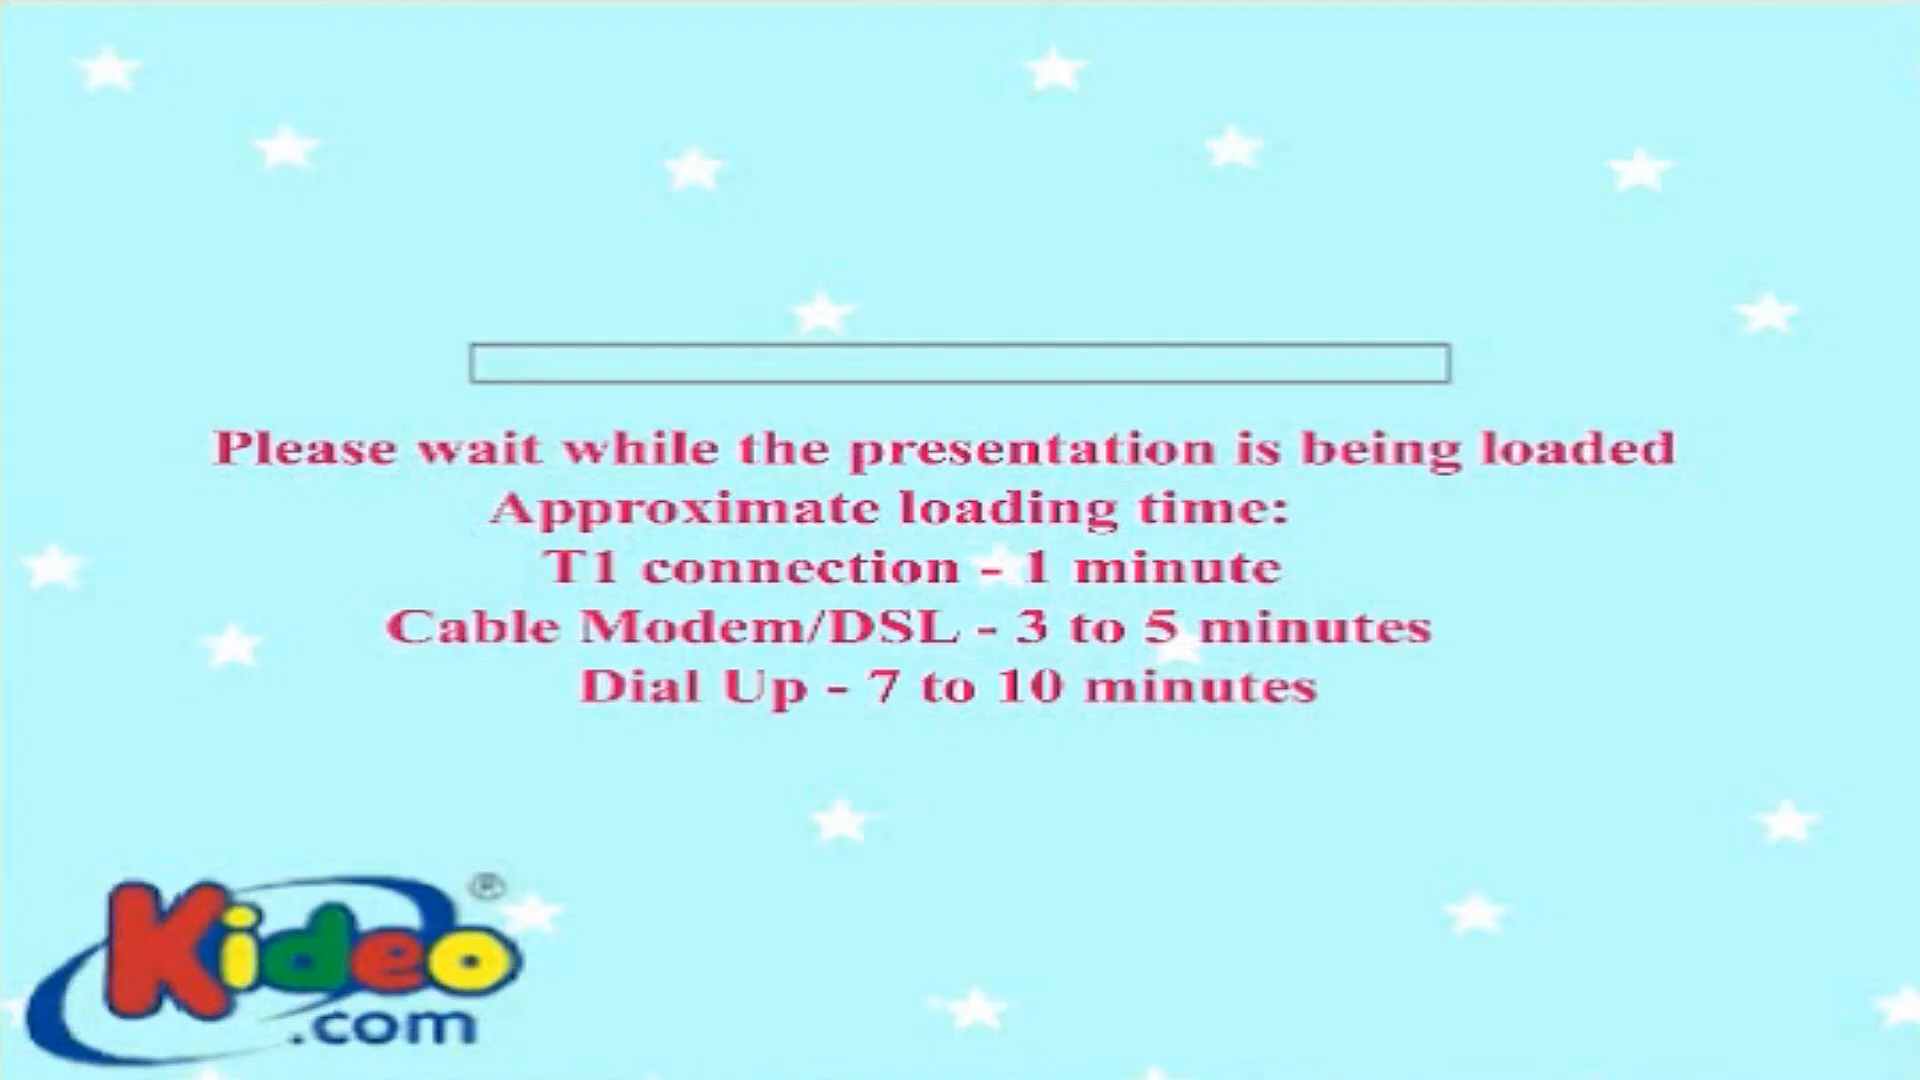 Please wait while the presentation is being loaded
Approximate loading time:
T1 connection - 1 minute
Cable Modem/DSL - 3 to 5 minutes
Dial Up - 7 to 10 minutes
Kideo®
.com